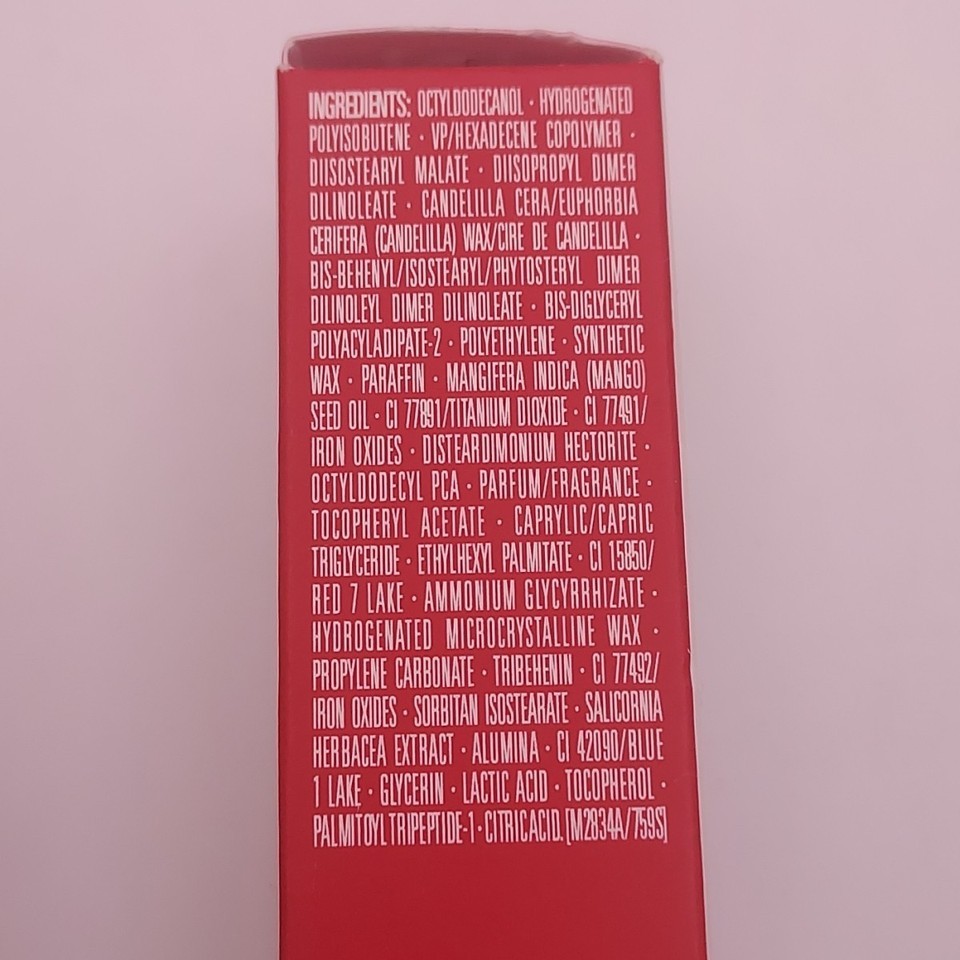 INGREDIENTS: OCTYLDODECANOL • HYDROGENATED
POLYISOBUTENE • VP/HEXADECENE COPOLYMER •
DIISOSTEARYL MALATE • DIISOPROPYL DIMER
DILINOLEATE • CANDELILLA CERA/EUPHORBIA
CERIFERA (CANDELILLA) WAX/CIRE DE CANDELILLA •
BIS-BEHENYL/ISOSTEARYL/PHYTOSTERYL DIMER
DILINOLEYL DIMER DILINOLEATE • BIS-DIGLYCERYL
POLYACYLADIPATE-2 • POLYETHYLENE • SYNTHETIC
WAX • PARAFFIN • MANGIFERA INDICA (MANGO)
SEED OIL • CI 77891/TITANIUM DIOXIDE • CI 77491/
IRON OXIDES • DISTEARDIMONIUM HECTORITE •
OCTYLDODECYL PCA • PARFUM/FRAGRANCE •
TOCOPHERYL ACETATE • CAPRYLIC/CAPRIC
TRIGLYCERIDE • ETHYLHEXYL PALMITATE • CI 15850/
RED 7 LAKE • AMMONIUM GLYCYRRHIZATE •
HYDROGENATED MICROCRYSTALLINE WAX •
PROPYLENE CARBONATE • TRIBEHENIN • CI 77492/
IRON OXIDES • SORBITAN ISOSTEARATE • SALICORNIA
HERBACEA EXTRACT • ALUMINA • CI 42090/BLUE
1 LAKE • GLYCERIN • LACTIC ACID • TOCOPHEROL •
PALMITOYL TRIPEPTIDE-1 • CITRIC ACID. [M2834A/759S]